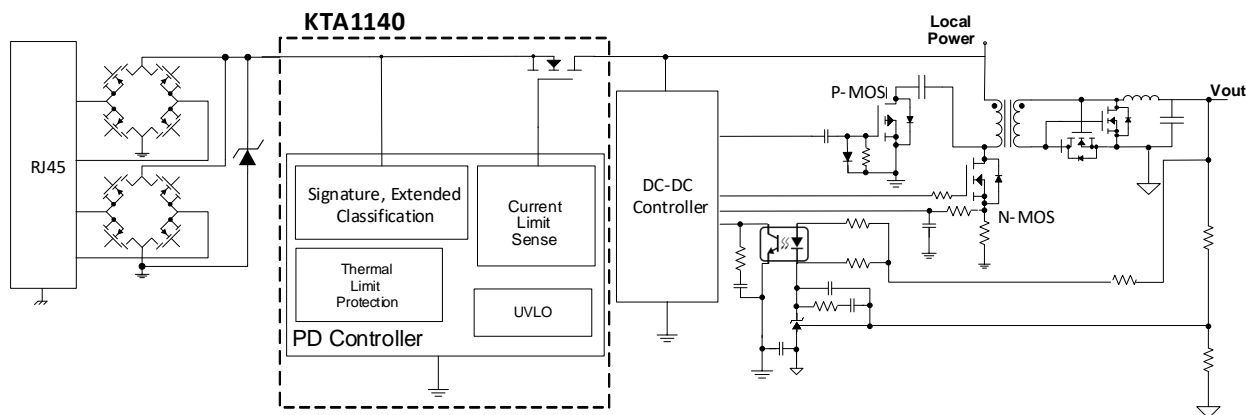 KTA1140
Local
Power
P-MOS
Vout
RJ45
Signature, Extended
Classification
Current
Limit
Sense
DC-DC
Controller
N-MOS
Thermal
Limit
Protection
UVLO
PD Controller